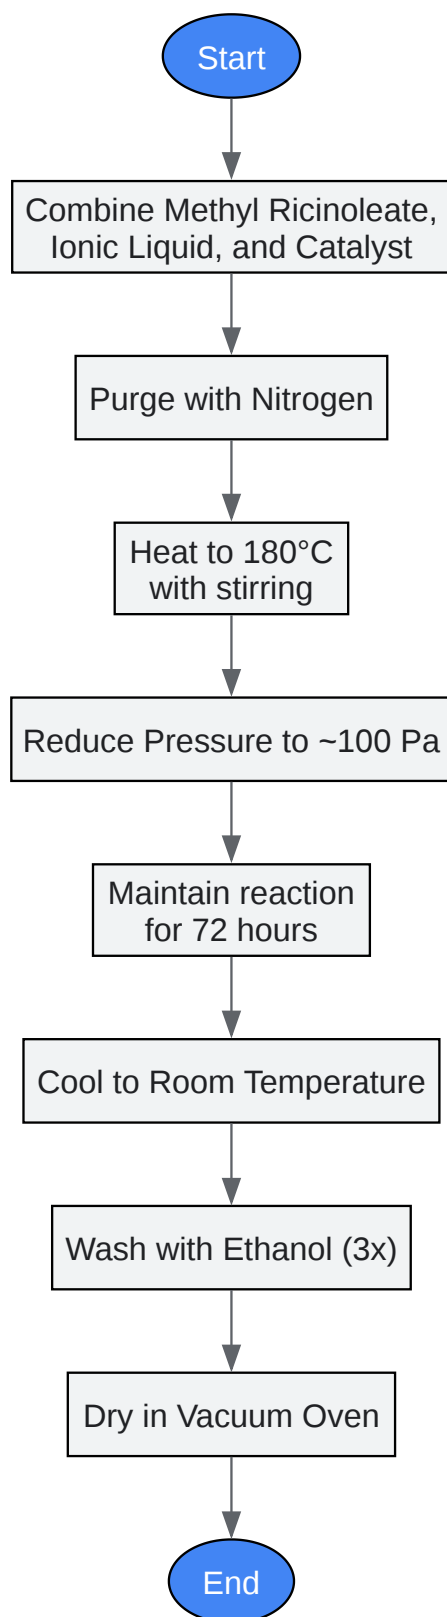 Start
Combine Methyl Ricinoleate,
Ionic Liquid, and Catalyst
Purge with Nitrogen
Heat to 180°C
with stirring
Reduce Pressure to ~100 Pa
Maintain reaction
for 72 hours
Cool to Room Temperature
Wash with Ethanol (3x)
Dry in Vacuum Oven
End